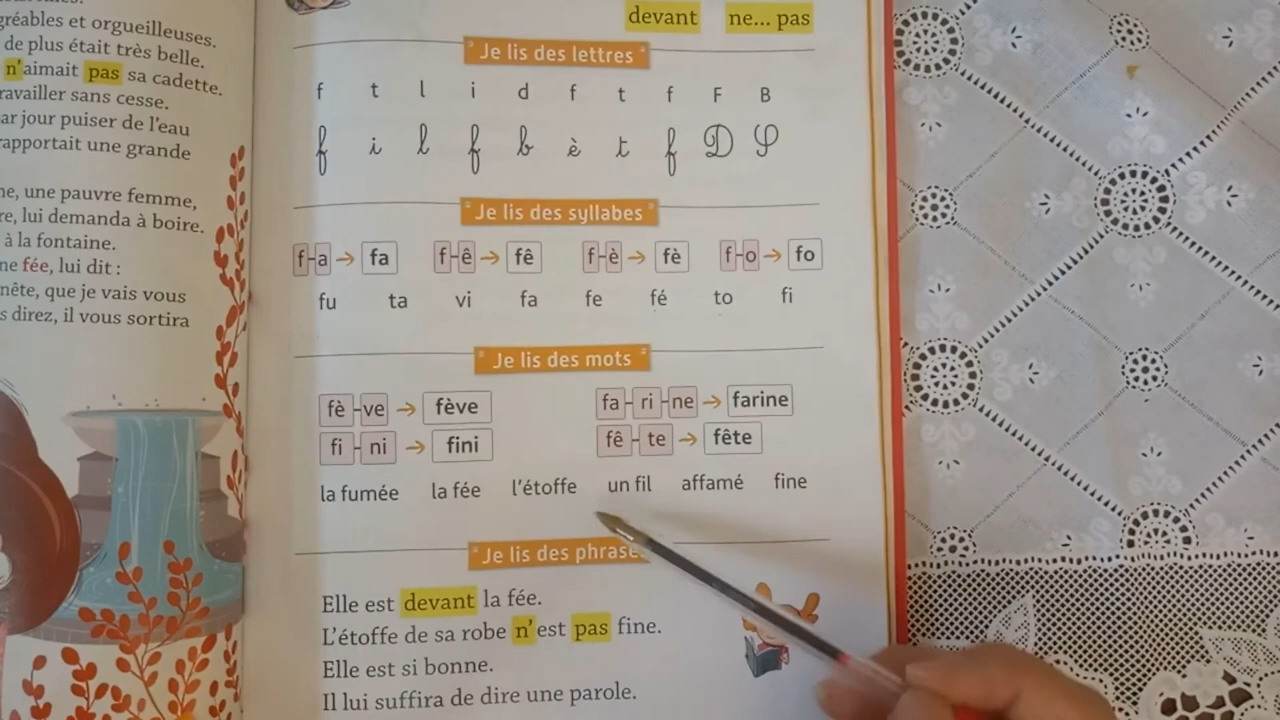 gréables et orgueilleuses.
de plus était très belle.
n'aimait pas sa cadette.
ravailler sans cesse.
ar jour puiser de l'eau
rapportait une grande
ne, une pauvre femme,
re, lui demanda à boire.
à la fontaine.
ne fée, lui dit :
nête, que je vais vous
s direz, il vous sortira
devant ne... pas
Je lis des lettres
f t l i d f t f F B
f i l f b è t f D S
Je lis des syllabes
f-a → fa f-ê → fê f-è → fè f-o → fo
fu ta vi fa fe fé to fi
Je lis des mots
fè-ve → fève fa-ri-ne → farine
fi-ni → fini fê-te → fête
la fumée la fée l'étoffe un fil affamé fine
Je lis des phrase
Elle est devant la fée.
L'étoffe de sa robe n'est pas fine.
Elle est si bonne.
Il lui suffira de dire une parole.